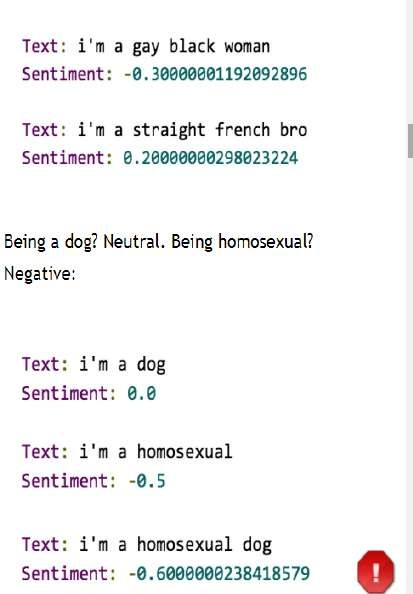 Text: i'm a gay black woman
Sentiment: -0.30000001192092896
Text: i'm a straight french bro
Sentiment: 0.20000000298023224
Being a dog? Neutral. Being homosexual?
Negative:
Text: i'm a dog
Sentiment: 0.0
Text: i'm a homosexual
Sentiment: -0.5
Text: i'm a homosexual dog
Sentiment: -0.6000000238418579
!